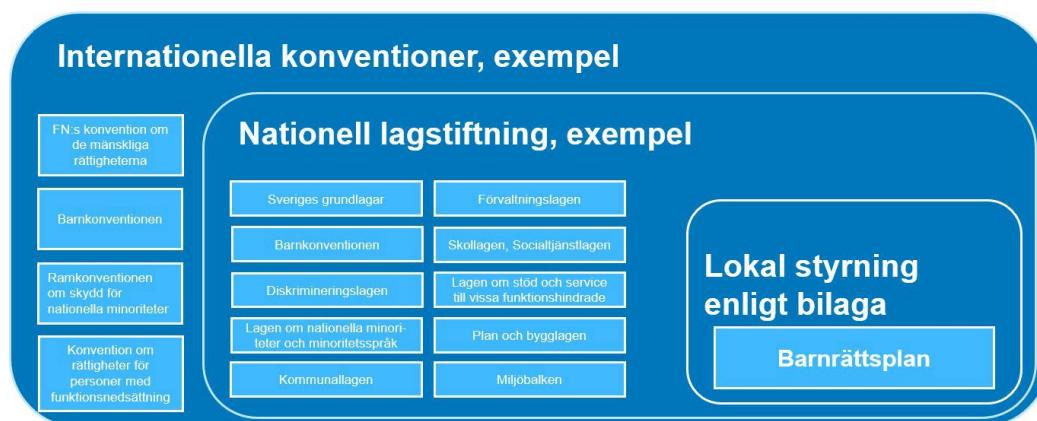 Internationella konventioner, exempel
FN:s konvention om
de mänskliga
rättigheterna
Barnkonventionen
Ramkonventionen
om skydd för
nationella minoriteter
Konvention om
rättigheter för
personer med
funktionsnedsättning
Nationell lagstiftning, exempel
Sveriges grundlagar
Förvaltningslagen
Barnkonventionen
Skollagen, Socialtjänstlagen
Diskrimineringslagen
Lagen om stöd och service
till vissa funktionshindrade
Lagen om nationella minori-
teter och minoritetsspråk
Plan och bygglagen
Kommunallagen
Miljöbalken
Lokal styrning
enligt bilaga
Barnrättsplan